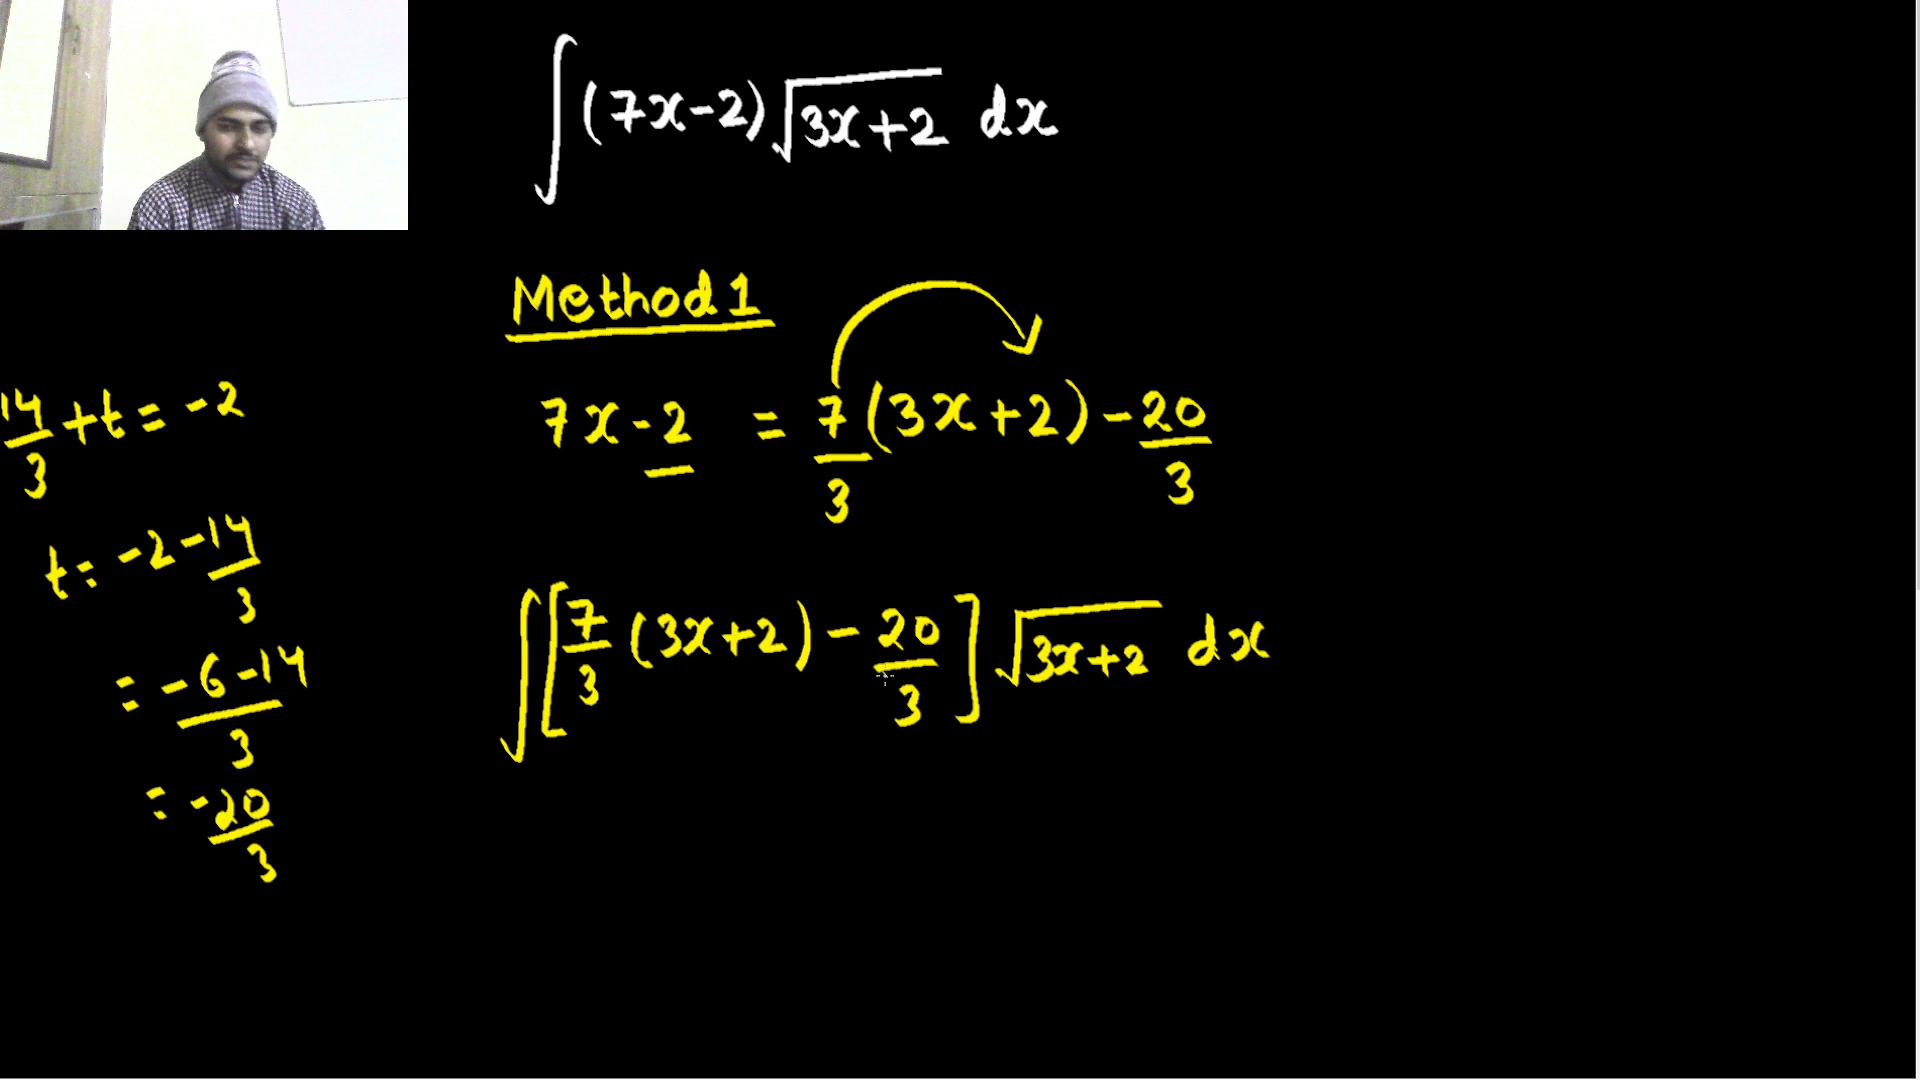 ∫(7x-2)√(3x+2) dx
Method 1
7x-2 = 7/3(3x+2)-20/3
∫[7/3(3x+2)-20/3]√(3x+2) dx
14/3+t=-2
t=-2-14/3
=(-6-14)/3
=-20/3